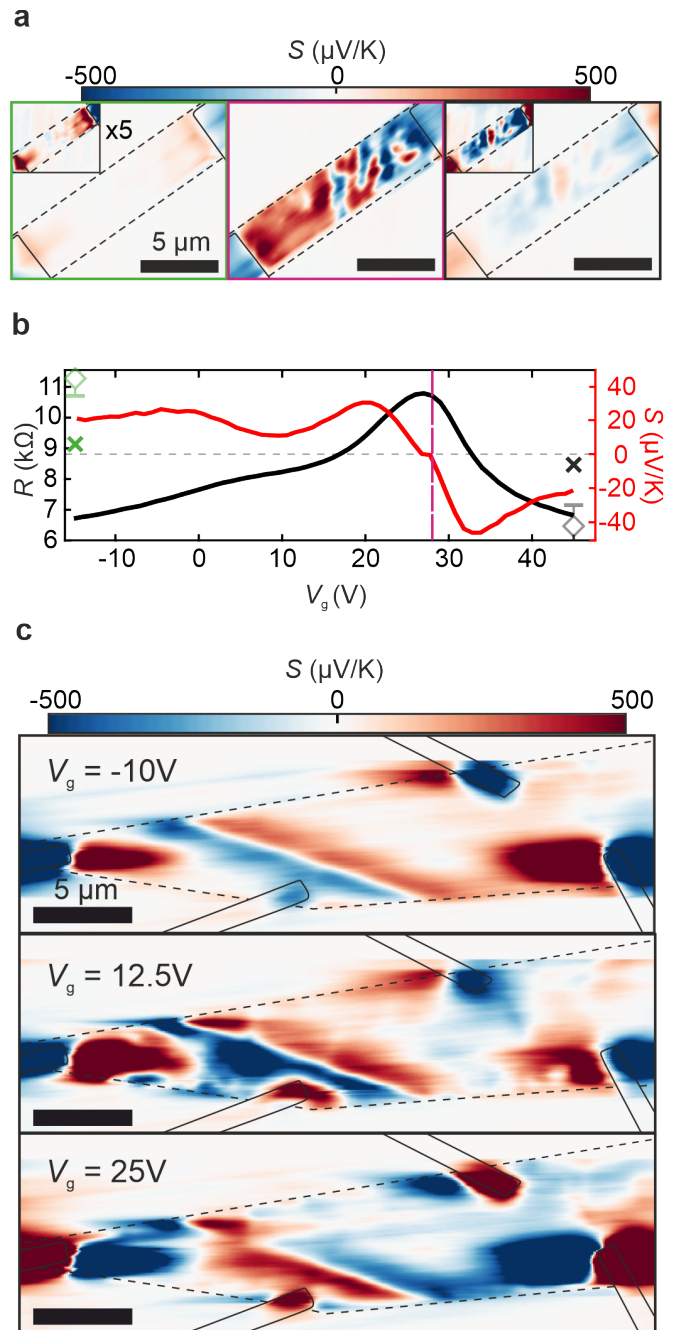 a
S (µV/K)
-500 0 500
x5
5 µm
b
11
10
9
8
7
6
R (kΩ)
40
20
0
-20
-40
S (µV/K)
-10 0 10 20 30 40
Vg (V)
c
S (µV/K)
-500 0 500
Vg = -10V
5 µm
Vg = 12.5V
Vg = 25V